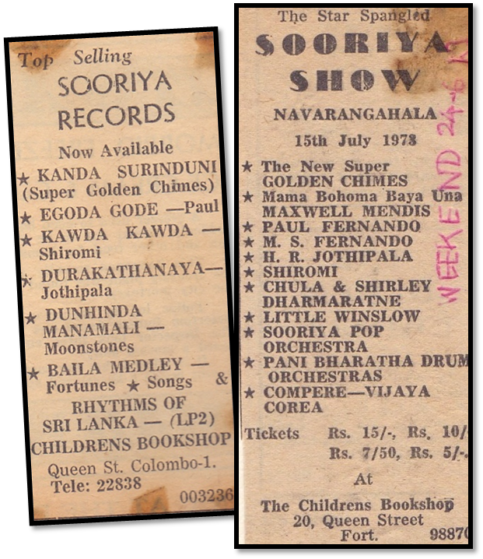 Top Selling
SOORIYA
RECORDS
Now Available
★ KANDA SURINDUNI
(Super Golden Chimes)
★ EGODA GODE —Paul
★ KAWDA KAWDA —
Shiromi
★ DURAKATHANAYA—
Jothipala
★ DUNHINDA
MANAMALI —
Moonstones
★ BAILA MEDLEY —
Fortunes ★ Songs &
RHYTHMS OF
SRI LANKA — (LP2)
CHILDRENS BOOKSHOP
Queen St. Colombo-1.
Tele: 22838
003236
The Star Spangled
SOORIYA
SHOW
NAVARANGAHALA
15th July 1978
★ The New Super
GOLDEN CHIMES
★ Mama Bohoma Baya Una
MAXWELL MENDIS
★ PAUL FERNANDO
★ M. S. FERNANDO
★ H. R. JOTHIPALA
★ SHIROMI
★ CHULA & SHIRLEY
DHARMARATNE
★ LITTLE WINSLOW
★ SOORIYA POP
ORCHESTRA
★ PANI BHARATHA DRUM
ORCHESTRAS
★ COMPERE—VIJAYA
COREA
Tickets Rs. 15/-, Rs. 10/-
Rs. 7/50, Rs. 5/-.
At
The Childrens Bookshop
20, Queen Street
Fort. 98870
WEEKEND 24-6